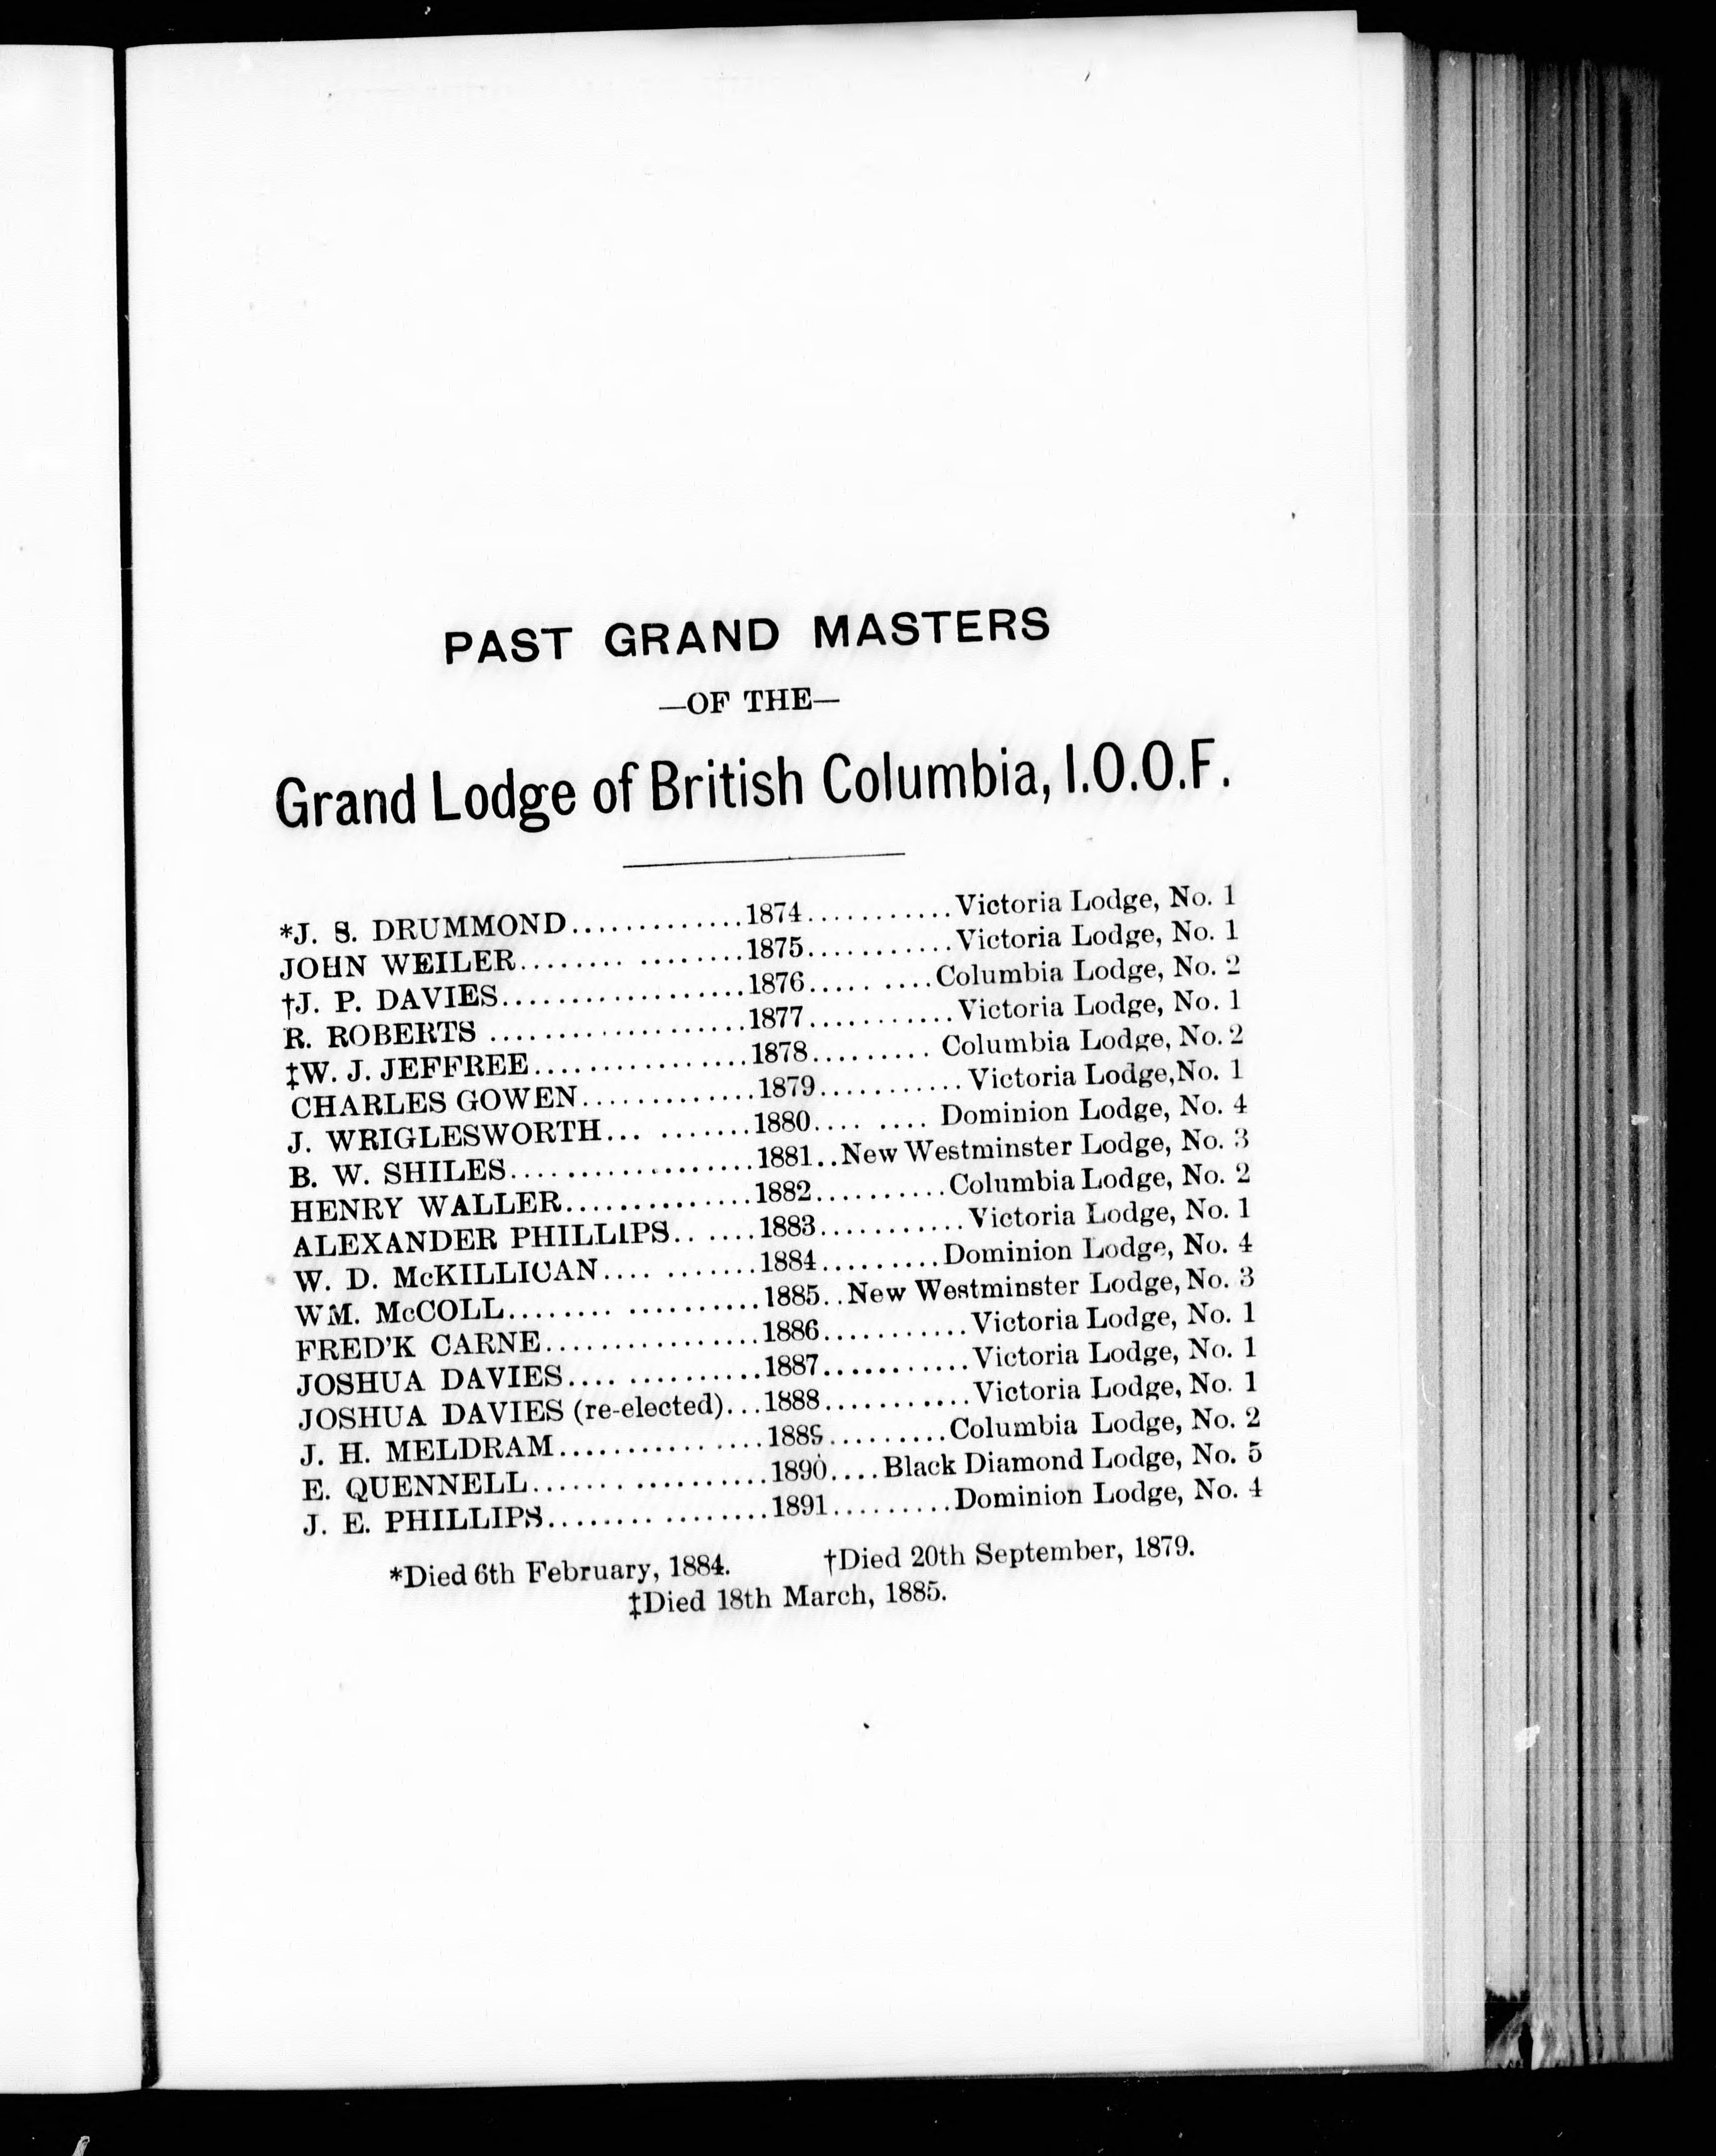 PAST GRAND MASTERS
—OF THE—
Grand Lodge of British Columbia, I.O.O.F.
*J. S. DRUMMOND..............1874...........Victoria Lodge, No. 1
JOHN WEILER........ ........1875...........Victoria Lodge, No. 1
†J. P. DAVIES..................1876..... ....Columbia Lodge, No. 2
R. ROBERTS ...................1877...........Victoria Lodge, No. 1
‡W. J. JEFFREE................1878......... Columbia Lodge, No. 2
CHARLES GOWEN.............1879........... Victoria Lodge,No. 1
J. WRIGLESWORTH... .......1880.... .... Dominion Lodge, No. 4
B. W. SHILES..................1881..New Westminster Lodge, No. 3
HENRY WALLER..............1882..........Columbia Lodge, No. 2
ALEXANDER PHILLIPS.. ....1883...........Victoria Lodge, No. 1
W. D. McKILLICAN.... .......1884.........Dominion Lodge, No. 4
WM. McCOLL........ ..........1885..New Westminster Lodge, No. 3
FRED'K CARNE................1886...........Victoria Lodge, No. 1
JOSHUA DAVIES.... ..........1887...........Victoria Lodge, No. 1
JOSHUA DAVIES (re-elected)...1888...........Victoria Lodge, No. 1
J. H. MELDRAM...............1889.........Columbia Lodge, No. 2
E. QUENNELL....... ..........1890....Black Diamond Lodge, No. 5
J. E. PHILLIPS........ ........1891.........Dominion Lodge, No. 4
*Died 6th February, 1884. †Died 20th September, 1879.
‡Died 18th March, 1885.